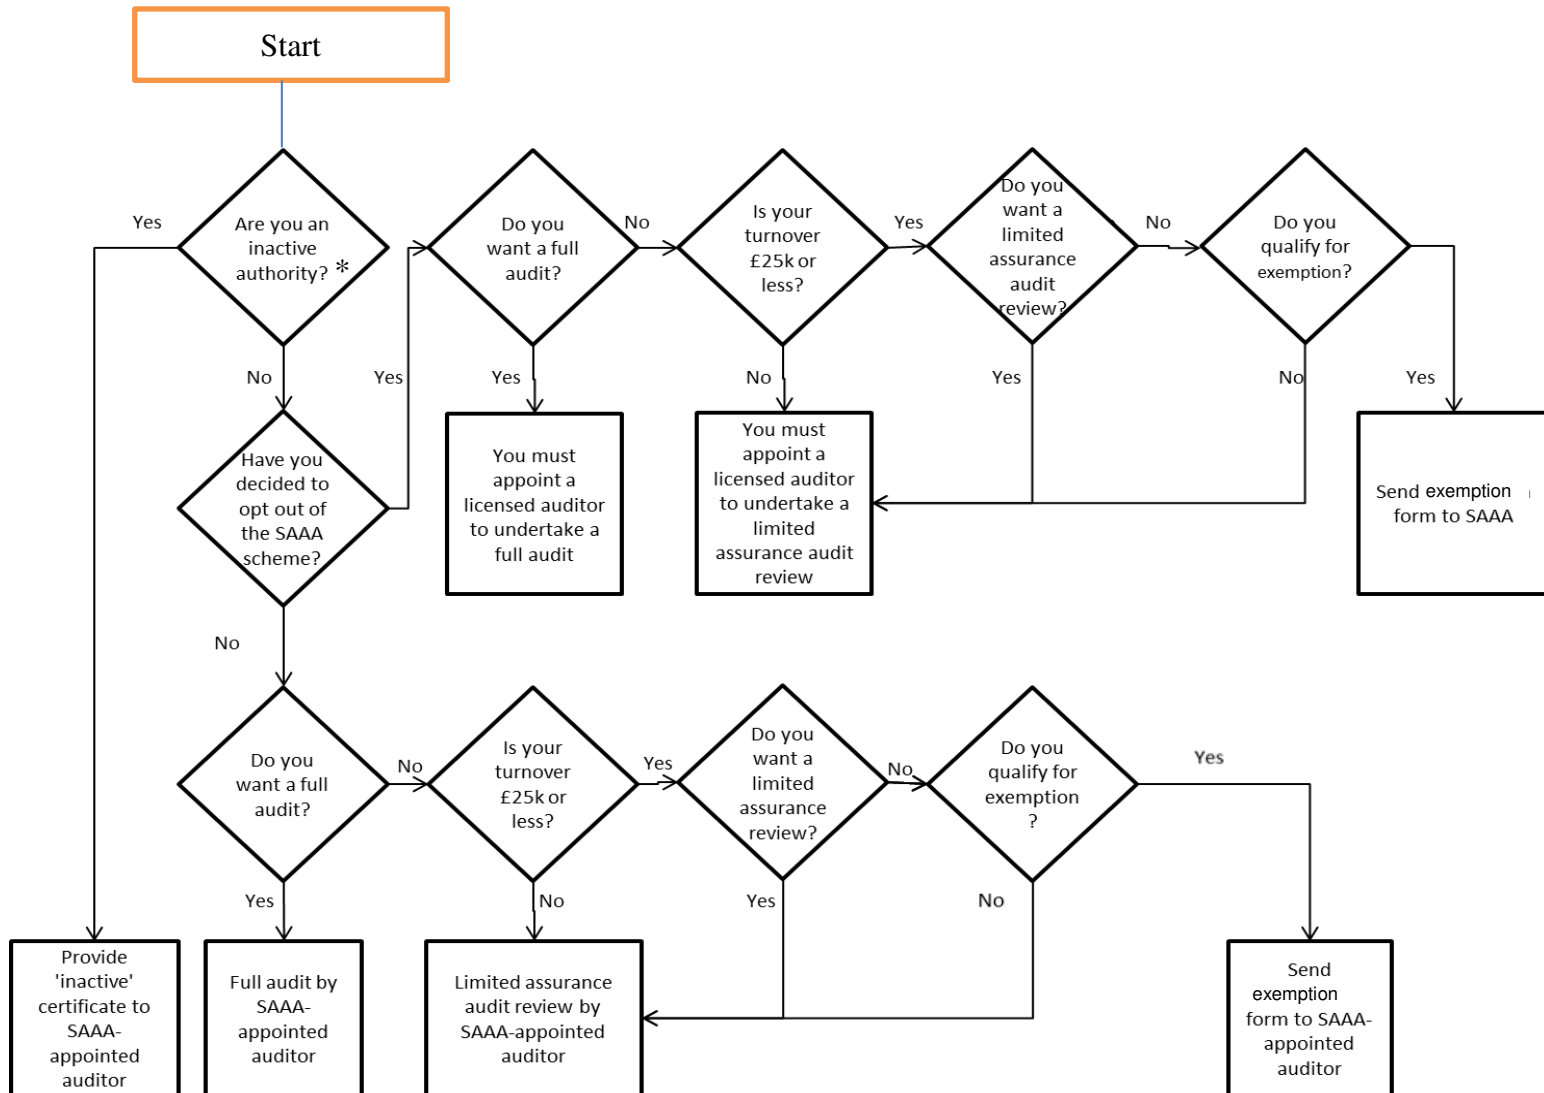 Start
Yes
Are you an
inactive
authority? *
Do you
want a full
audit?
No
Is your
turnover
£25k or
less?
Yes
Do you
want a
limited
assurance
audit
review?
No
Do you
qualify for
exemption?
No
Yes
Yes
No
Yes
No
Yes
Have you
decided to
opt out of
the SAAA
scheme?
You must
appoint a
licensed auditor
to undertake a
full audit
You must
appoint a
licensed auditor
to undertake a
limited
assurance audit
review
Send exemption
form to SAAA
No
Do you
want a full
audit?
No
Is your
turnover
£25k or
less?
Yes
Do you
want a
limited
assurance
review?
No
Do you
qualify for
exemption
?
Yes
Yes
No
Yes
No
Provide
'inactive'
certificate to
SAAA-
appointed
auditor
Full audit by
SAAA-
appointed
auditor
Limited assurance
audit review by
SAAA-appointed
auditor
Send
exemption
form to SAAA-
appointed
auditor